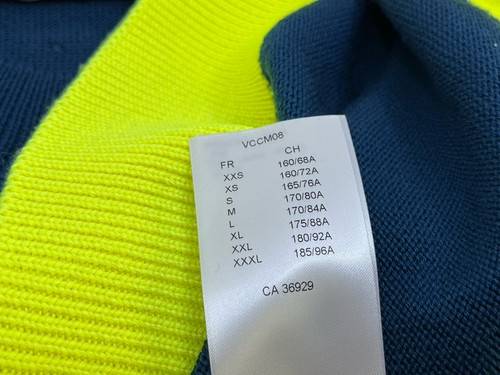 VCCM08
FR CH
XXS 160/68A
XS 160/72A
S 165/76A
M 170/80A
L 170/84A
XL 175/88A
XXL 180/92A
XXXL 185/96A
CA 36929